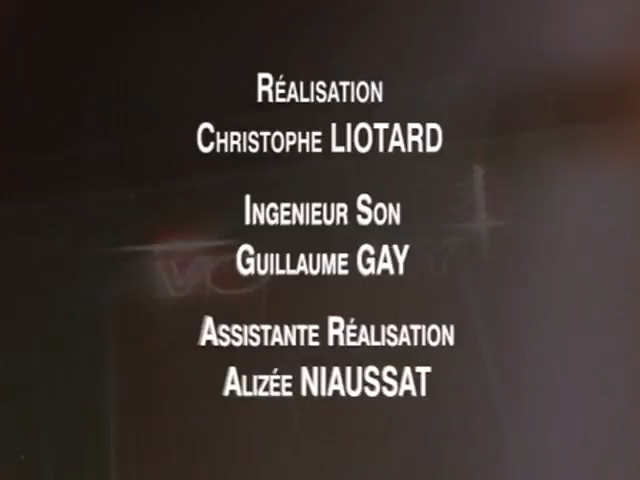 RÉALISATION
CHRISTOPHE LIOTARD
INGENIEUR SON
GUILLAUME GAY
ASSISTANTE RÉALISATION
ALIZÉE NIAUSSAT